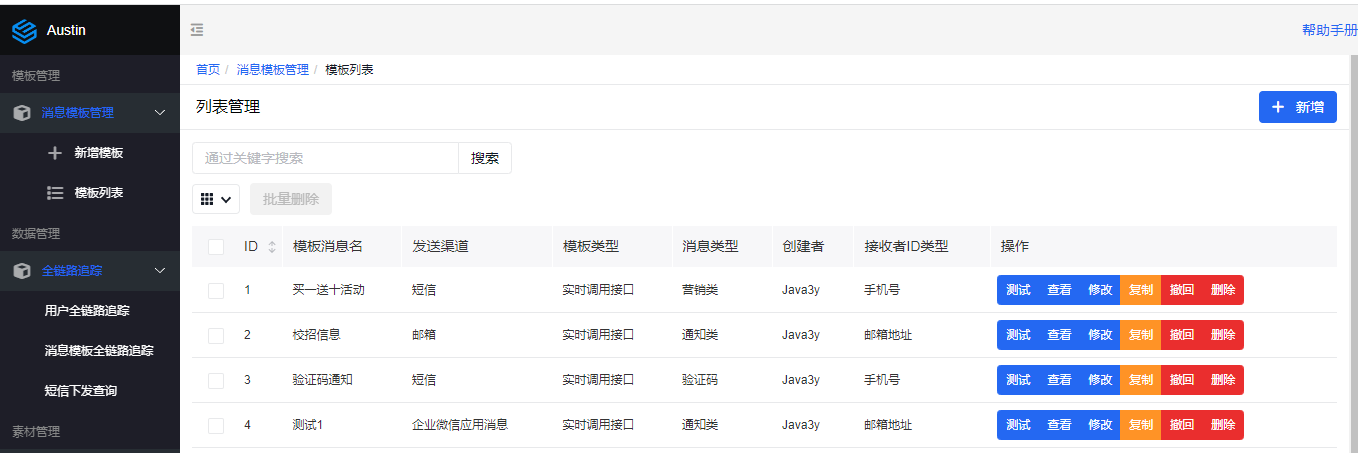 Austin
帮助手册
模板管理
消息模板管理
新增模板
模板列表
数据管理
全链路追踪
用户全链路追踪
消息模板全链路追踪
短信下发查询
素材管理
首页 / 消息模板管理 / 模板列表
列表管理
+ 新增
通过关键字搜索 搜索
批量删除
ID 模板消息名 发送渠道 模板类型 消息类型 创建者 接收者ID类型 操作
1 买一送十活动 短信 实时调用接口 营销类 Java3y 手机号 测试 查看 修改 复制 撤回 删除
2 校招信息 邮箱 实时调用接口 通知类 Java3y 邮箱地址 测试 查看 修改 复制 撤回 删除
3 验证码通知 短信 实时调用接口 验证码 Java3y 手机号 测试 查看 修改 复制 撤回 删除
4 测试1 企业微信应用消息 实时调用接口 通知类 Java3y 邮箱地址 测试 查看 修改 复制 撤回 删除